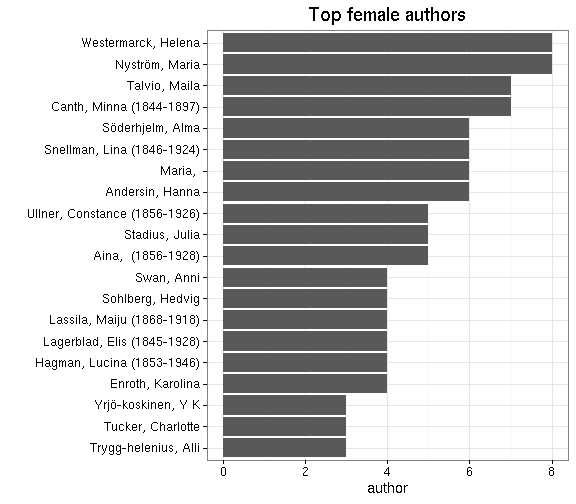 Top female authors
Westermarck, Helena
Nyström, Maria
Talvio, Maila
Canth, Minna (1844-1897)
Söderhjelm, Alma
Snellman, Lina (1846-1924)
Maria,
Andersin, Hanna
Ullner, Constance (1856-1926)
Stadius, Julia
Aina,  (1856-1928)
Swan, Anni
Sohlberg, Hedvig
Lassila, Maiju (1868-1918)
Lagerblad, Elis (1845-1928)
Hagman, Lucina (1853-1946)
Enroth, Karolina
Yrjö-koskinen, Y K
Tucker, Charlotte
Trygg-helenius, Alli
0 2 4 6 8
author